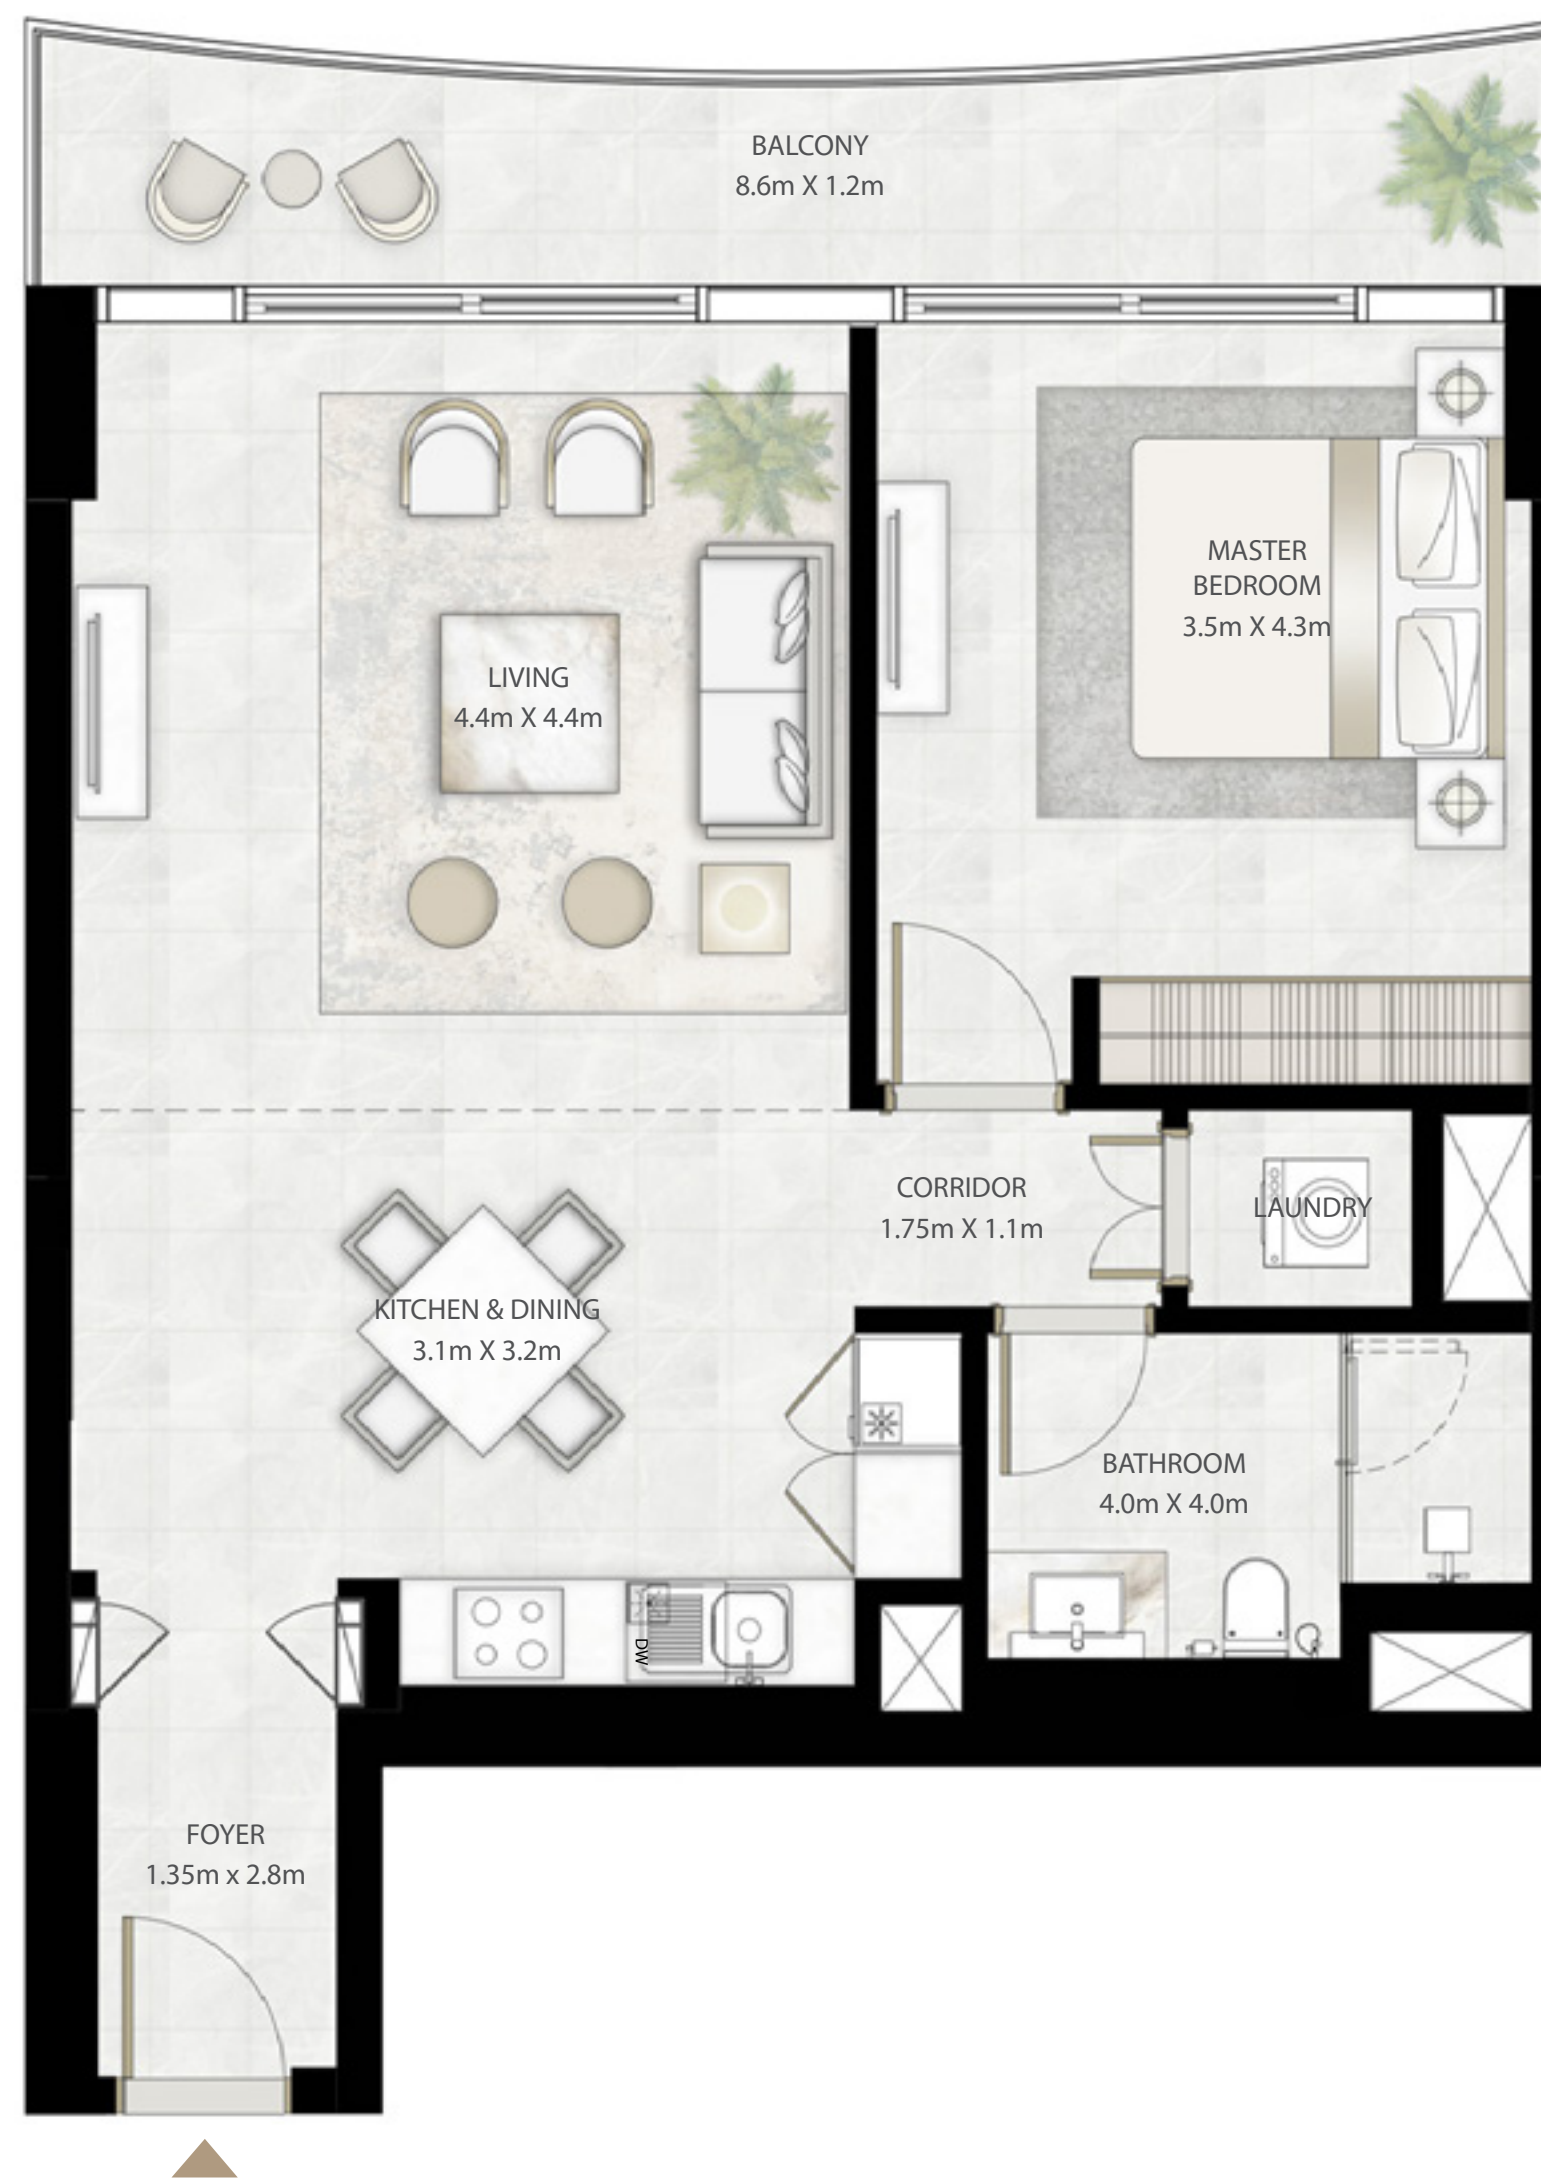 BALCONY
8.6m X 1.2m
MASTER
BEDROOM
3.5m X 4.3m
LIVING
4.4m X 4.4m
CORRIDOR
1.75m X 1.1m
LAUNDRY
KITCHEN & DINING
3.1m X 3.2m
BATHROOM
4.0m X 4.0m
DW
FOYER
1.35m x 2.8m